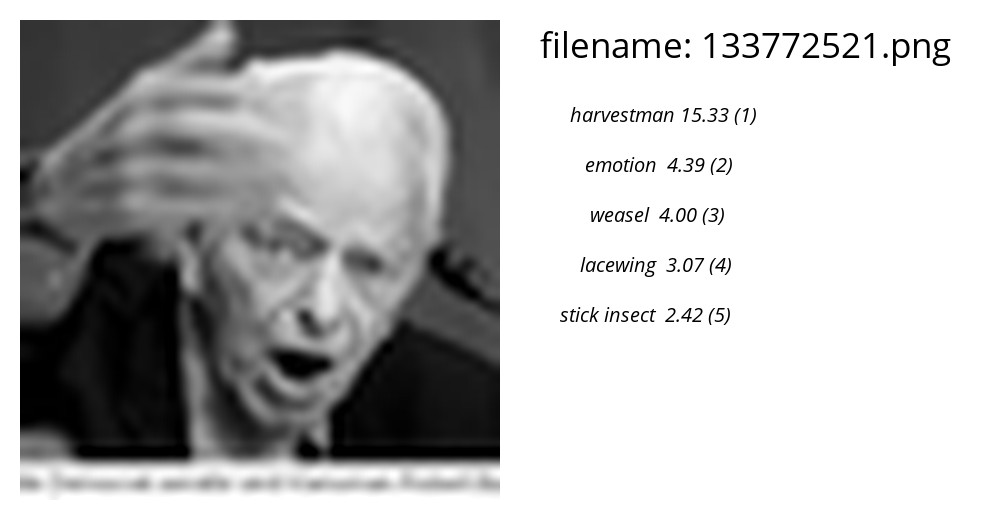 filename: 133772521.png
harvestman 15.33 (1)
emotion 4.39 (2)
weasel 4.00 (3)
lacewing 3.07 (4)
stick insect 2.42 (5)